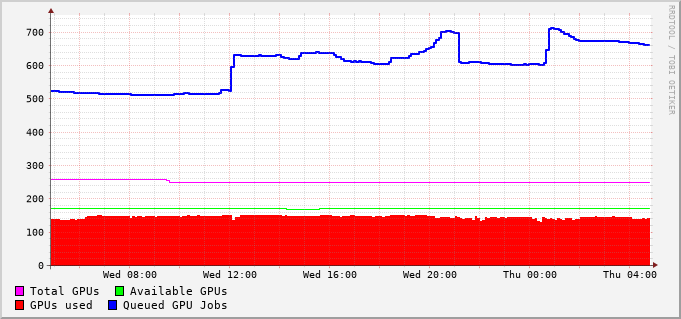 RRDTOOL / TOBI OETIKER
700
600
500
400
300
200
100
0
Wed 08:00 Wed 12:00 Wed 16:00 Wed 20:00 Thu 00:00 Thu 04:00
Total GPUs Available GPUs
GPUs used Queued GPU Jobs